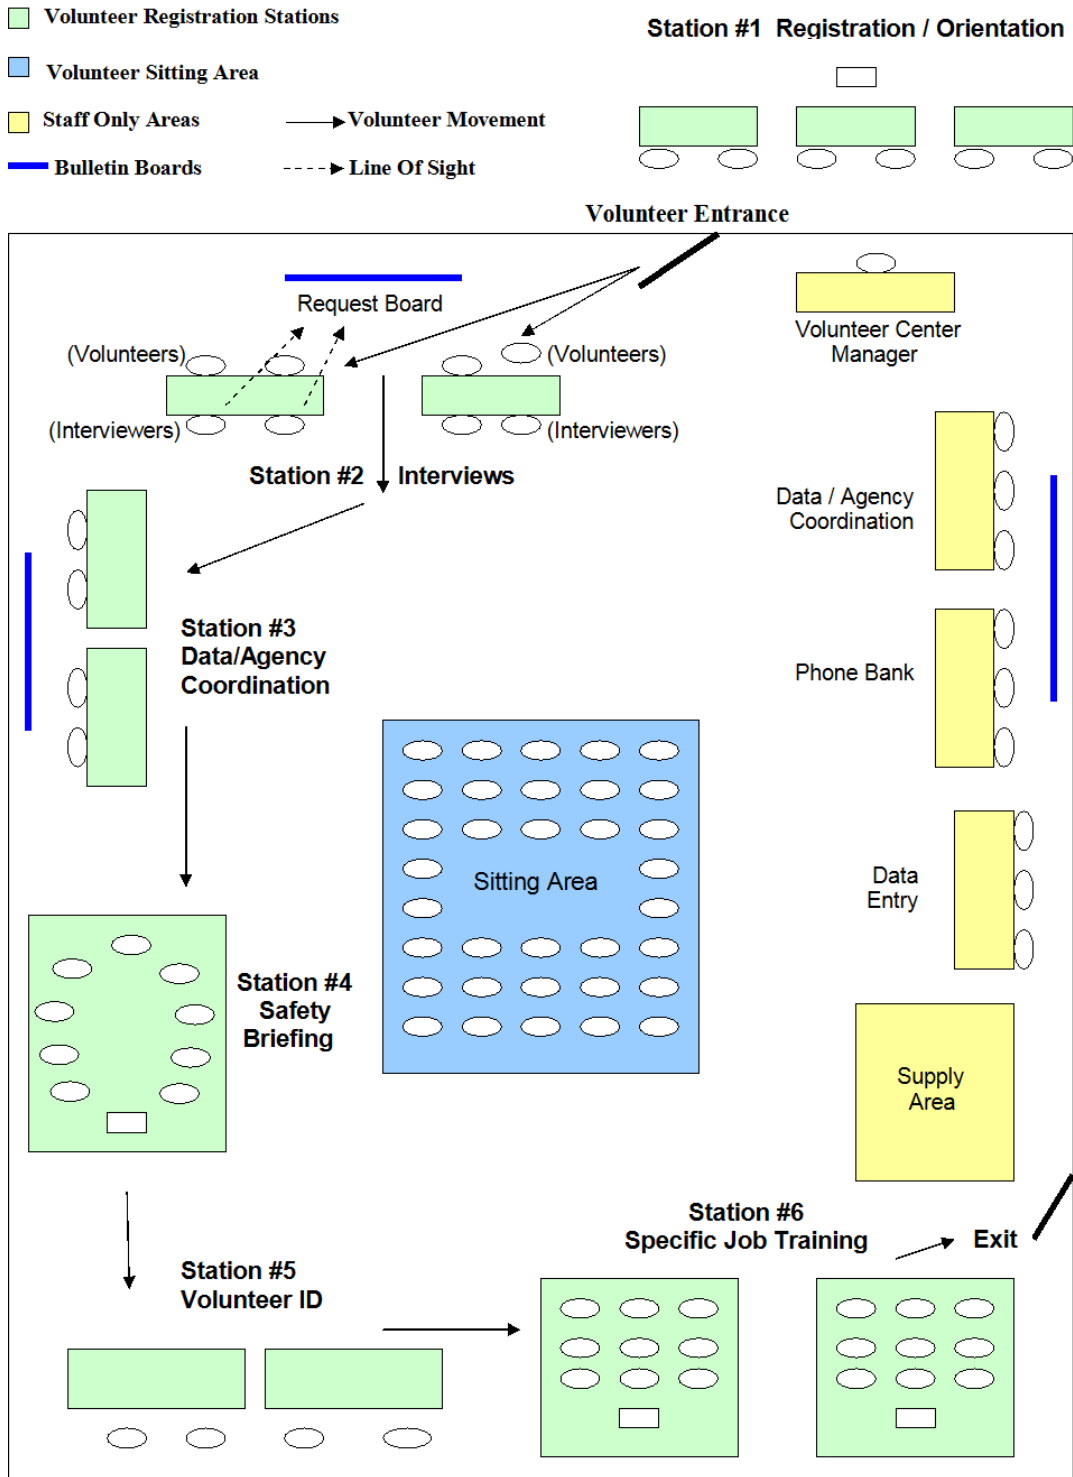 Volunteer Registration Stations
Station #1  Registration / Orientation
Volunteer Sitting Area
Staff Only Areas
Volunteer Movement
Bulletin Boards
Line Of Sight
Volunteer Entrance
Request Board
(Volunteers)
(Volunteers)
(Interviewers)
(Interviewers)
Station #2
Interviews
Volunteer Center
Manager
Data / Agency
Coordination
Station #3
Data/Agency
Coordination
Phone Bank
Sitting Area
Data
Entry
Station #4
Safety
Briefing
Supply
Area
Station #6
Specific Job Training
Exit
Station #5
Volunteer ID